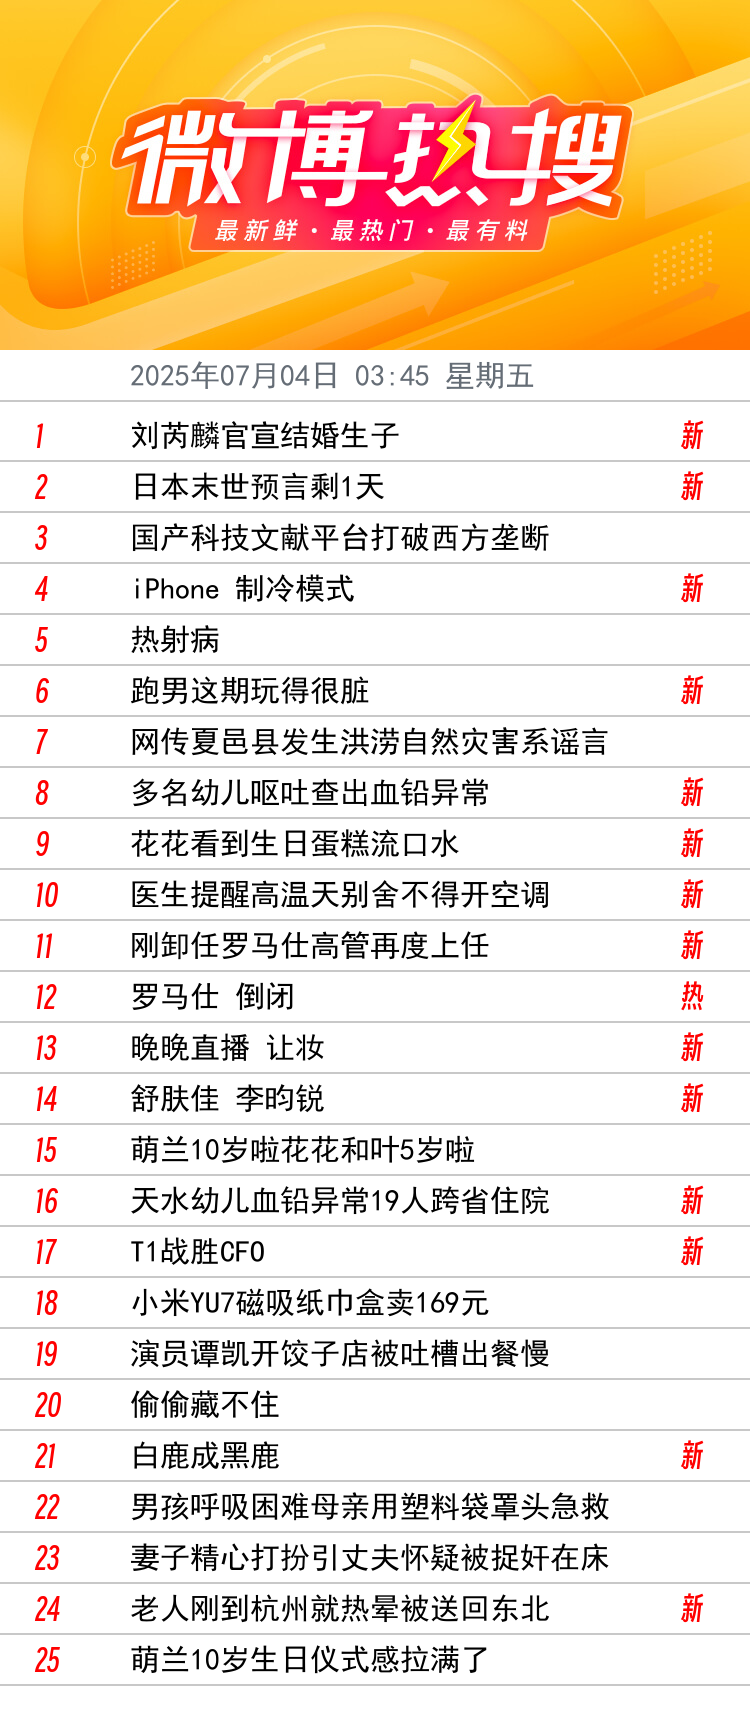 微博热搜
最新鲜·最热门·最有料
2025年07月04日 03:45 星期五
1 刘芮麟官宣结婚生子 新
2 日本末世预言剩1天 新
3 国产科技文献平台打破西方垄断
4 iPhone 制冷模式 新
5 热射病
6 跑男这期玩得很脏 新
7 网传夏邑县发生洪涝自然灾害系谣言
8 多名幼儿呕吐查出血铅异常 新
9 花花看到生日蛋糕流口水 新
10 医生提醒高温天别舍不得开空调 新
11 刚卸任罗马仕高管再度上任 新
12 罗马仕 倒闭 热
13 晚晚直播 让妆 新
14 舒肤佳 李昀锐 新
15 萌兰10岁啦花花和叶5岁啦
16 天水幼儿血铅异常19人跨省住院 新
17 T1战胜CFO 新
18 小米YU7磁吸纸巾盒卖169元
19 演员谭凯开饺子店被吐槽出餐慢
20 偷偷藏不住
21 白鹿成黑鹿 新
22 男孩呼吸困难母亲用塑料袋罩头急救
23 妻子精心打扮引丈夫怀疑被捉奸在床
24 老人刚到杭州就热晕被送回东北 新
25 萌兰10岁生日仪式感拉满了